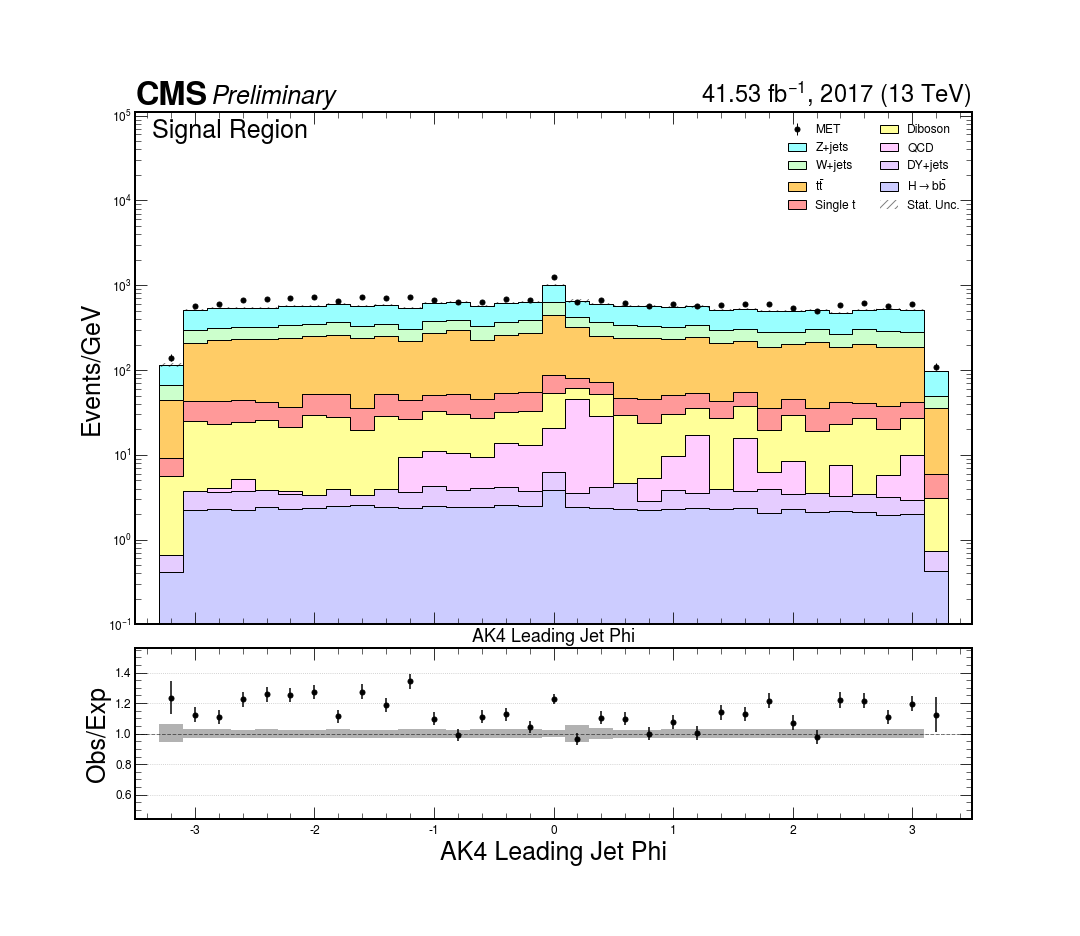 CMS Preliminary
41.53 fb⁻¹, 2017 (13 TeV)
Signal Region
MET
Z+jets
W+jets
tt̄
Single t
Diboson
QCD
DY+jets
H→bb̄
Stat. Unc.
Events/GeV
10⁵
10⁴
10³
10²
10¹
10⁰
10⁻¹
AK4 Leading Jet Phi
Obs/Exp
1.4
1.2
1.0
0.8
0.6
-3 -2 -1 0 1 2 3
AK4 Leading Jet Phi